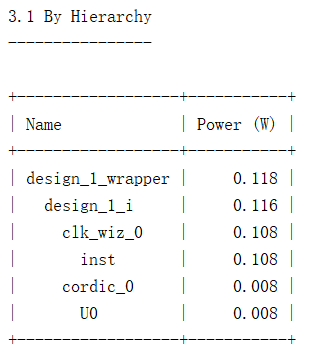 3.1 By Hierarchy
----------------
+------------------+-----------+
| Name             | Power (W) |
+------------------+-----------+
| design_1_wrapper |     0.118 |
|   design_1_i     |     0.116 |
|     clk_wiz_0    |     0.108 |
|       inst       |     0.108 |
|     cordic_0     |     0.008 |
|       U0         |     0.008 |
+------------------+-----------+